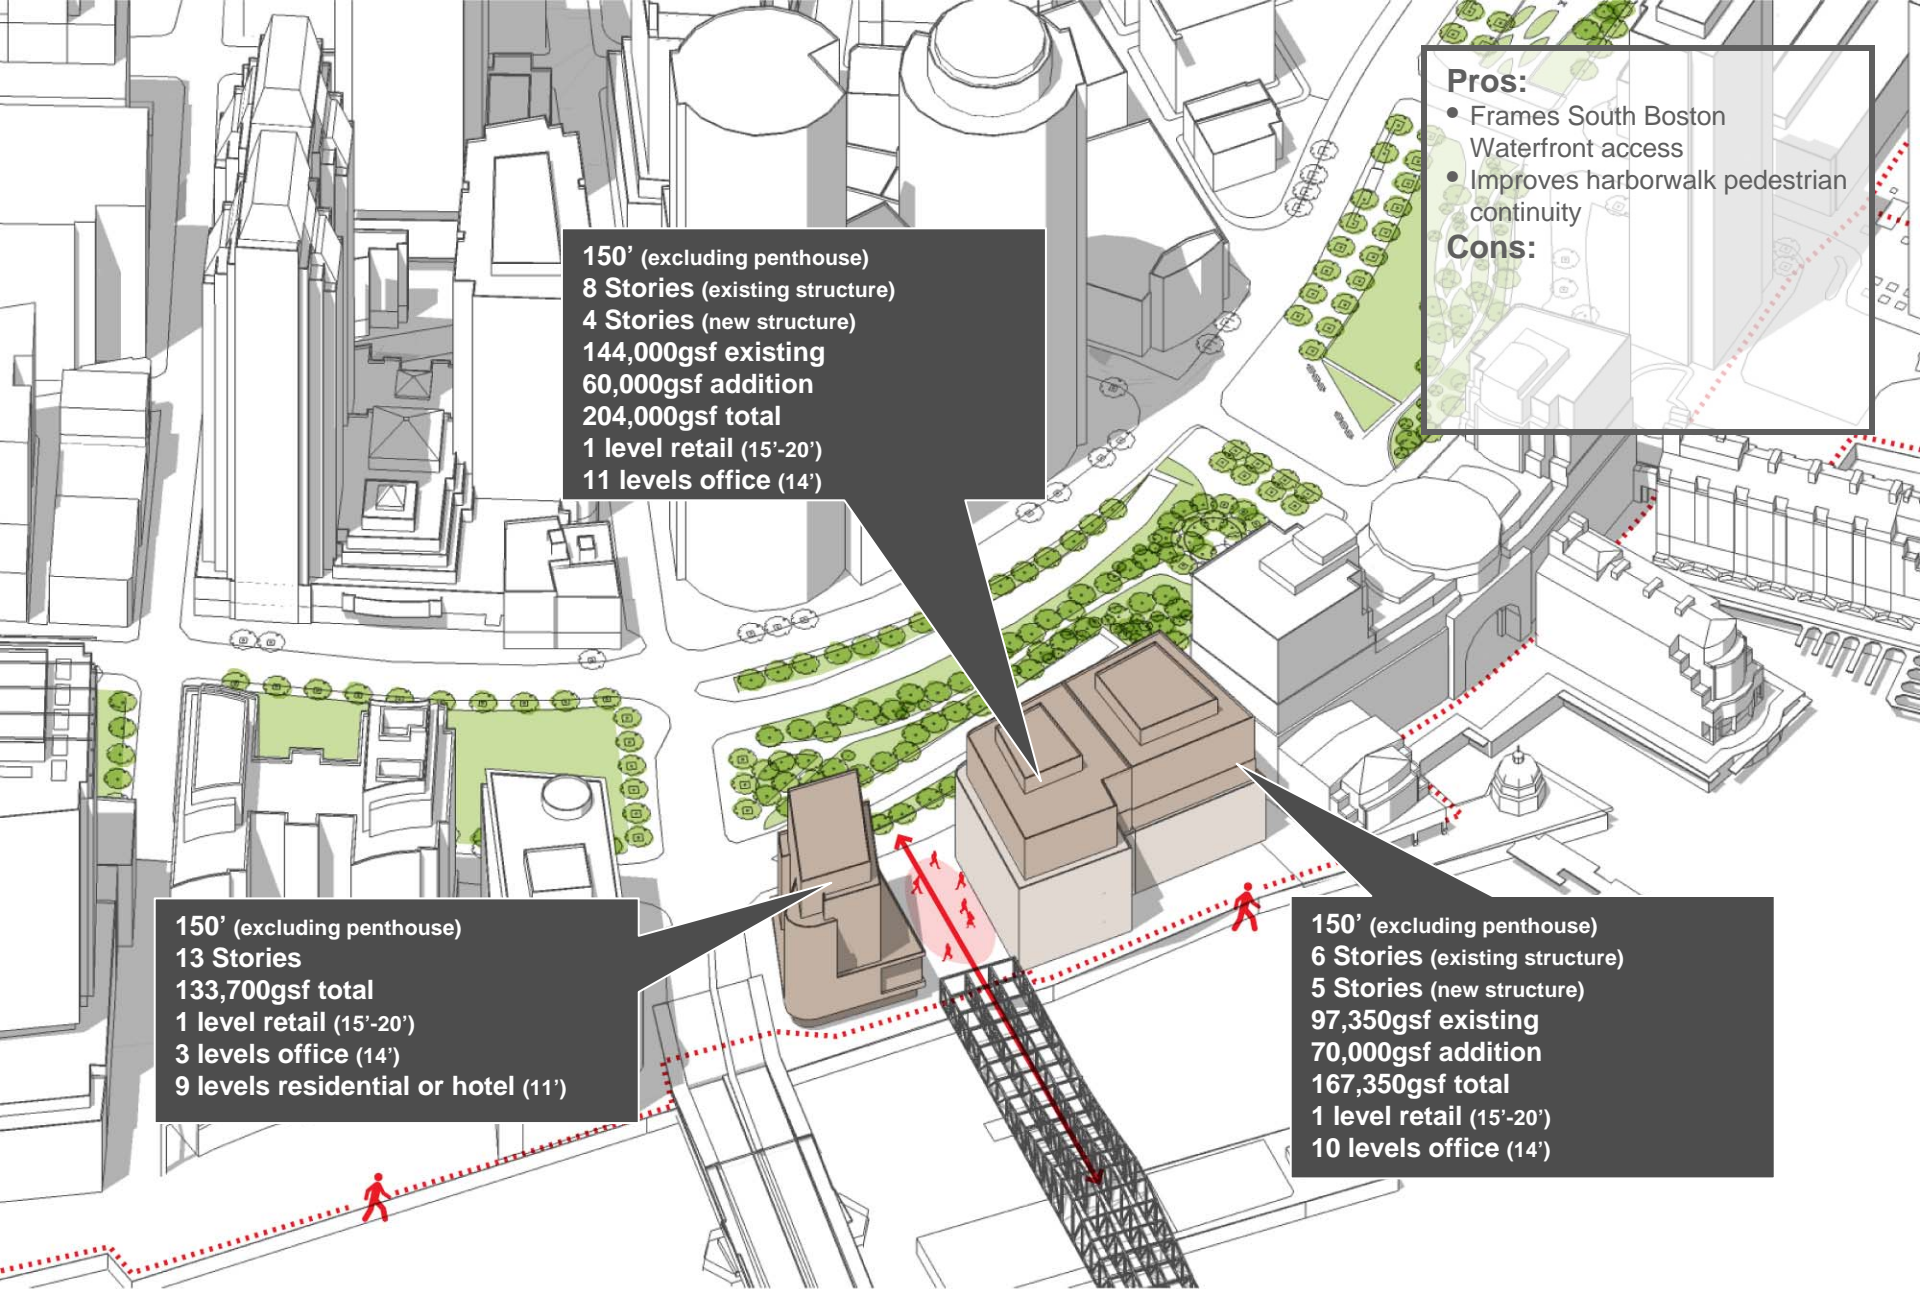 Pros:
• Frames South Boston
Waterfront access
• Improves harborwalk pedestrian
continuity
Cons:
150’ (excluding penthouse)
8 Stories (existing structure)
4 Stories (new structure)
144,000gsf existing
60,000gsf addition
204,000gsf total
1 level retail (15’-20’)
11 levels office (14’)
150’ (excluding penthouse)
13 Stories
133,700gsf total
1 level retail (15’-20’)
3 levels office (14’)
9 levels residential or hotel (11’)
150’ (excluding penthouse)
6 Stories (existing structure)
5 Stories (new structure)
97,350gsf existing
70,000gsf addition
167,350gsf total
1 level retail (15’-20’)
10 levels office (14’)